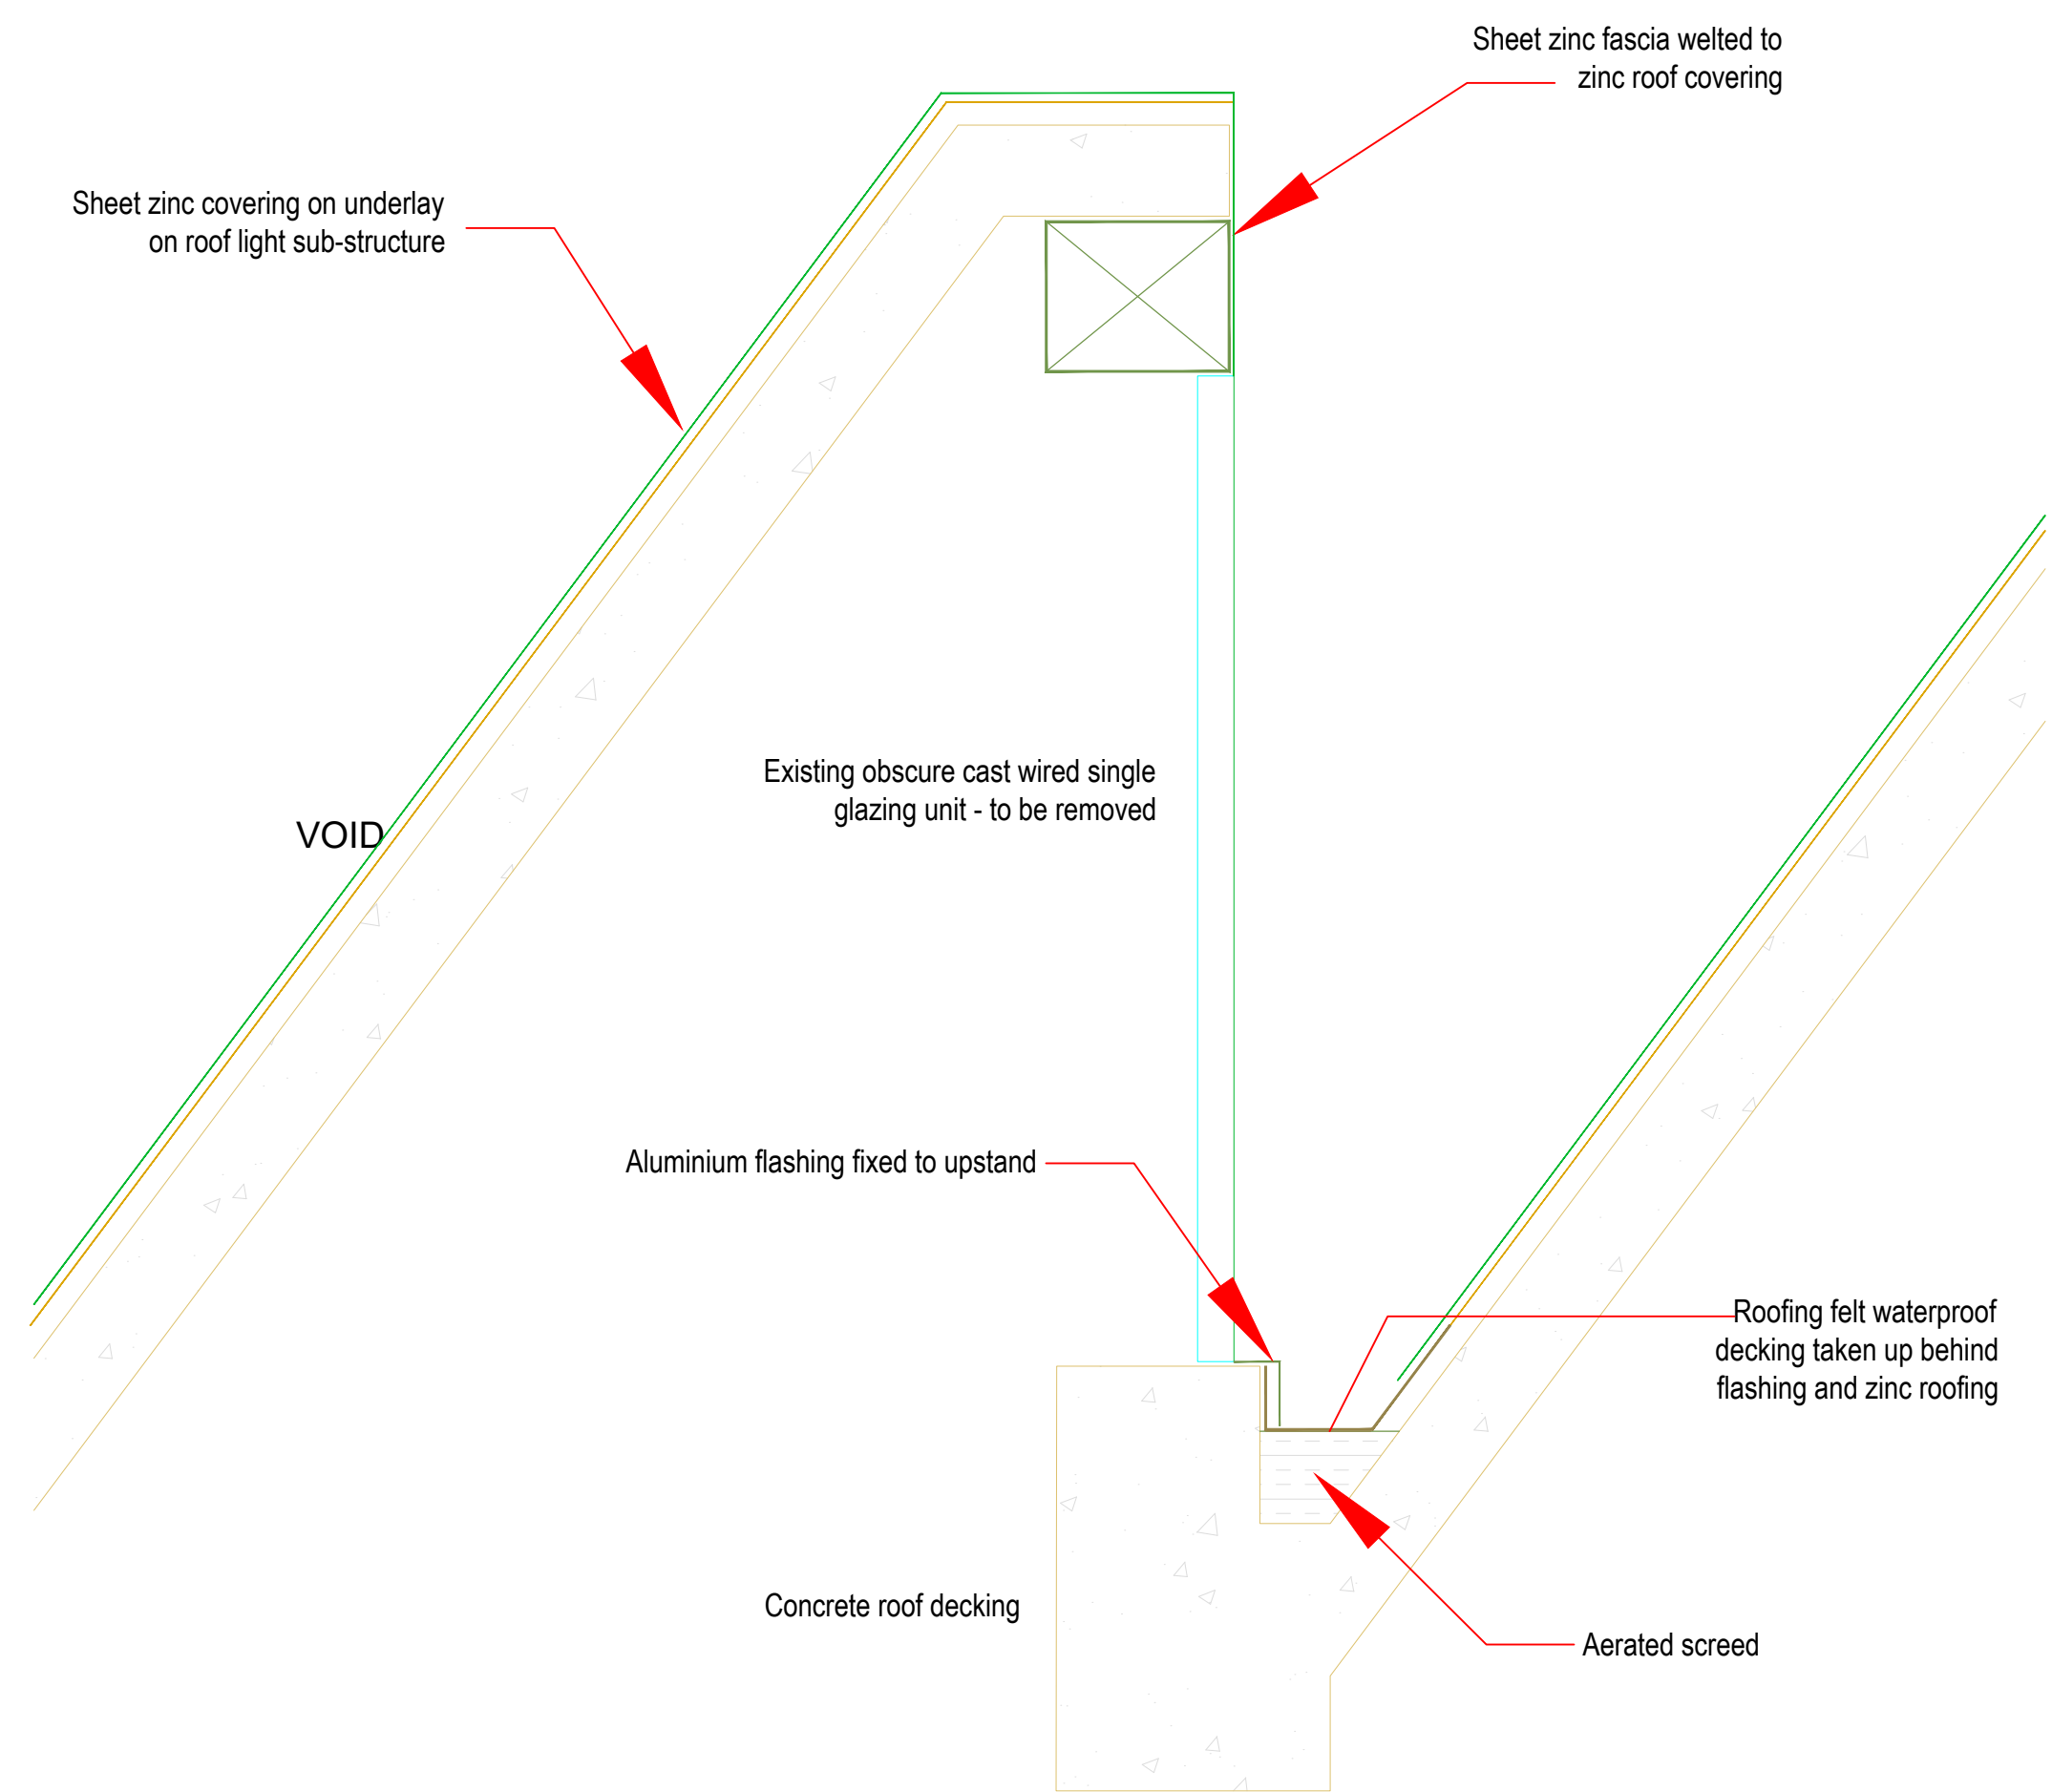 Sheet zinc fascia welted to
zinc roof covering
Sheet zinc covering on underlay
on roof light sub-structure
Existing obscure cast wired single
glazing unit - to be removed
VOID
Aluminium flashing fixed to upstand
Roofing felt waterproof
decking taken up behind
flashing and zinc roofing
Concrete roof decking
Aerated screed